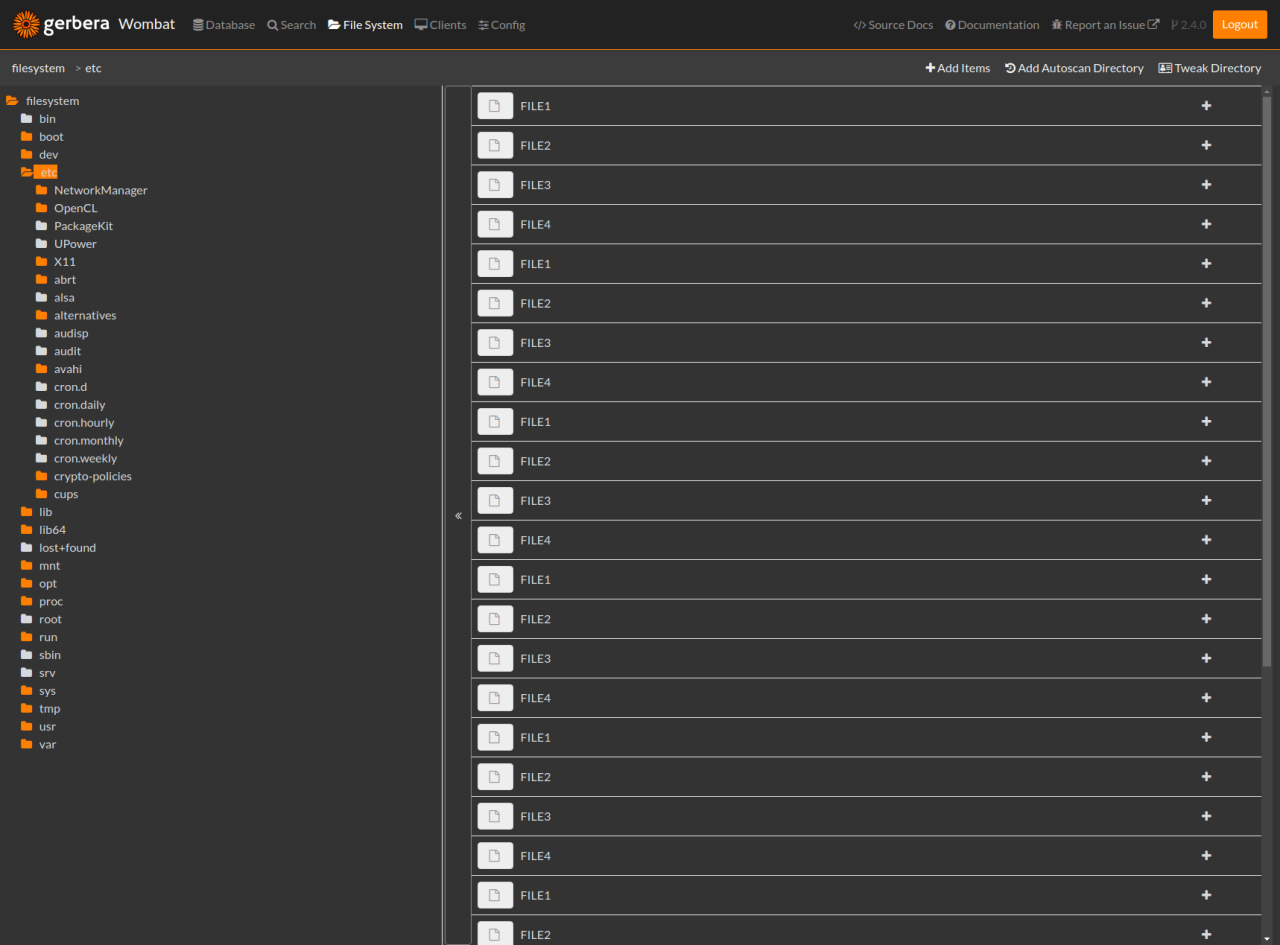 gerbera Wombat Database Search File System Clients Config Source Docs Documentation Report an Issue 2.4.0 Logout
filesystem > etc Add Items Add Autoscan Directory Tweak Directory
filesystem
bin
boot
dev
etc
NetworkManager
OpenCL
PackageKit
UPower
X11
abrt
alsa
alternatives
audisp
audit
avahi
cron.d
cron.daily
cron.hourly
cron.monthly
cron.weekly
crypto-policies
cups
lib
lib64
lost+found
mnt
opt
proc
root
run
sbin
srv
sys
tmp
usr
var
FILE1
FILE2
FILE3
FILE4
FILE1
FILE2
FILE3
FILE4
FILE1
FILE2
FILE3
FILE4
FILE1
FILE2
FILE3
FILE4
FILE1
FILE2
FILE3
FILE4
FILE1
FILE2